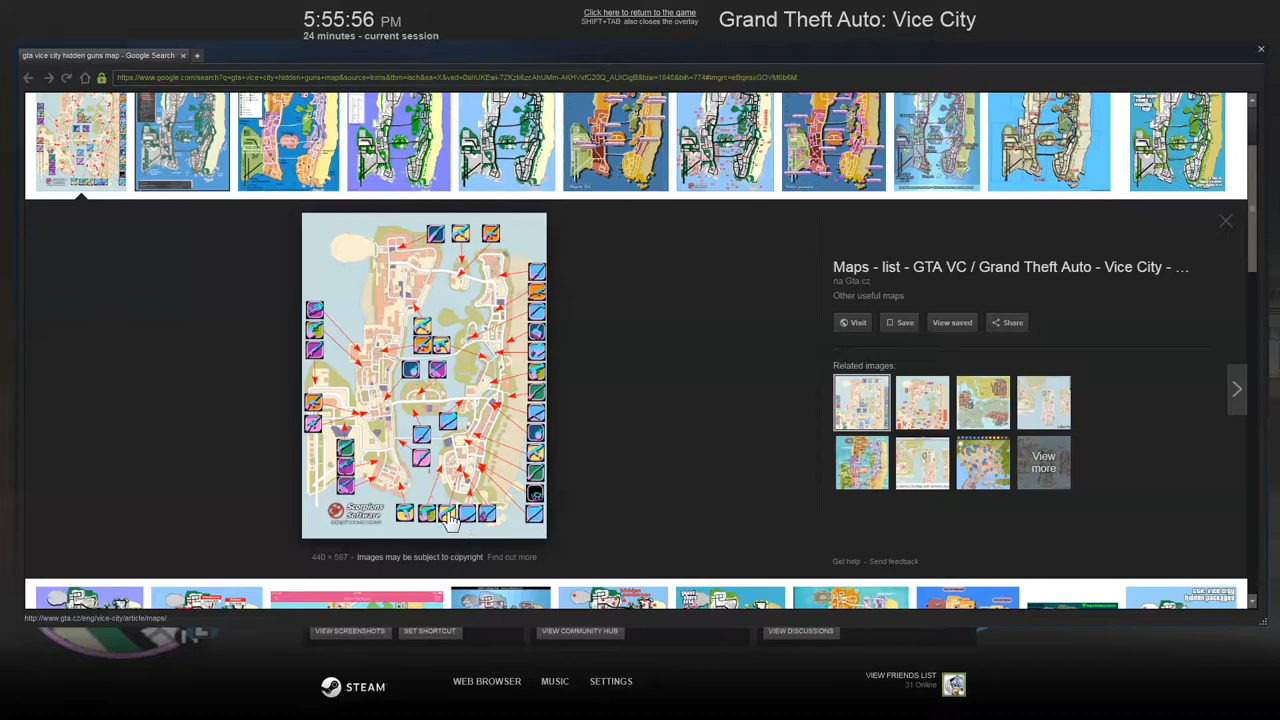 5:55:56 PM
24 minutes - current session
Click here to return to the game
SHIFT+TAB also closes the overlay
Grand Theft Auto: Vice City
gta vice city hidden guns map - Google Search
Maps - list - GTA VC / Grand Theft Auto - Vice City - ...
na Gta.cz
Other useful maps
Visit
Save
View saved
Share
Related images:
View more
Scorpions Software
440 × 587 - Images may be subject to copyright Find out more
Get help - Send feedback
http://www.gta.cz/eng/vice-city/article/maps/
VIEW SCREENSHOTS
SET SHORTCUT
VIEW COMMUNITY HUB
VIEW DISCUSSIONS
STEAM
WEB BROWSER
MUSIC
SETTINGS
VIEW FRIENDS LIST
31 Online